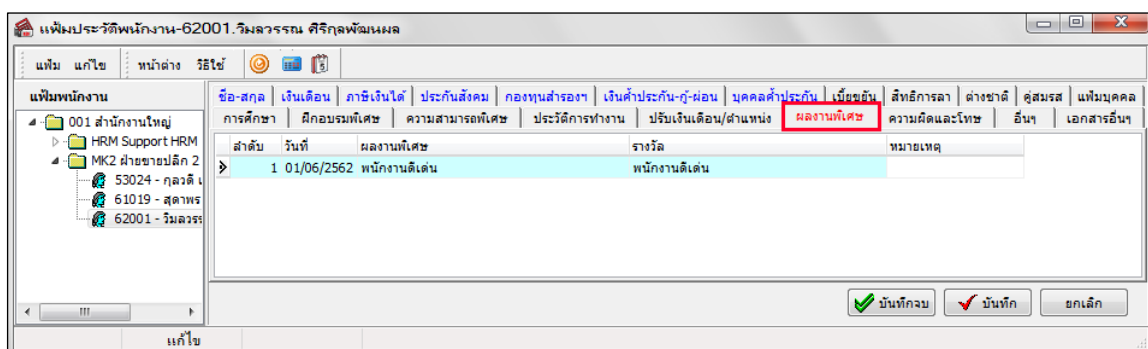 แฟ้มประวัติพนักงาน-62001.วิมลวรรณ ศิริกุลพัฒนผล
แฟ้ม แก้ไข หน้าต่าง วิธีใช้
แฟ้มพนักงาน
ชื่อ-สกุล เงินเดือน ภาษีเงินได้ ประกันสังคม กองทุนสำรองฯ เงินค้ำประกัน-กู้-ผ่อน บุคคลค้ำประกัน เบี้ยขยัน สิทธิการลา ต่างชาติ คู่สมรส แฟ้มบุคคล
การศึกษา ฝึกอบรมพิเศษ ความสามารถพิเศษ ประวัติการทำงาน ปรับเงินเดือน/ตำแหน่ง ผลงานพิเศษ ความผิดและโทษ อื่นๆ เอกสารอื่นๆ
001 สำนักงานใหญ่
HRM Support HRM
MK2 ฝ่ายขายปลีก 2
53024 - กุลวดี
61019 - สุดาพร
62001 - วิมลวรร
ลำดับ วันที่ ผลงานพิเศษ รางวัล หมายเหตุ
1 01/06/2562 พนักงานดีเด่น พนักงานดีเด่น
บันทึกจบ บันทึก ยกเลิก
แก้ไข